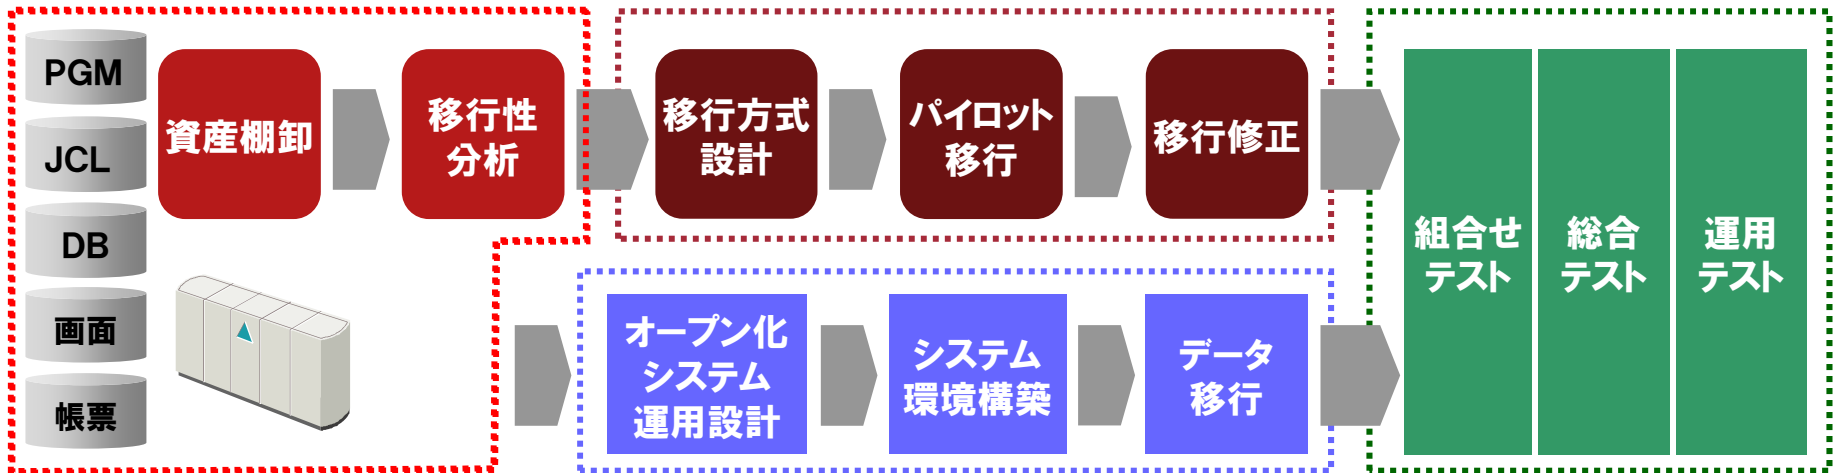 PGM
JCL
DB
画面
帳票
資産棚卸
移行性
分析
移行方式
設計
パイロット
移行
移行修正
オープン化
システム
運用設計
システム
環境構築
データ
移行
組合せ
テスト
総合
テスト
運用
テスト